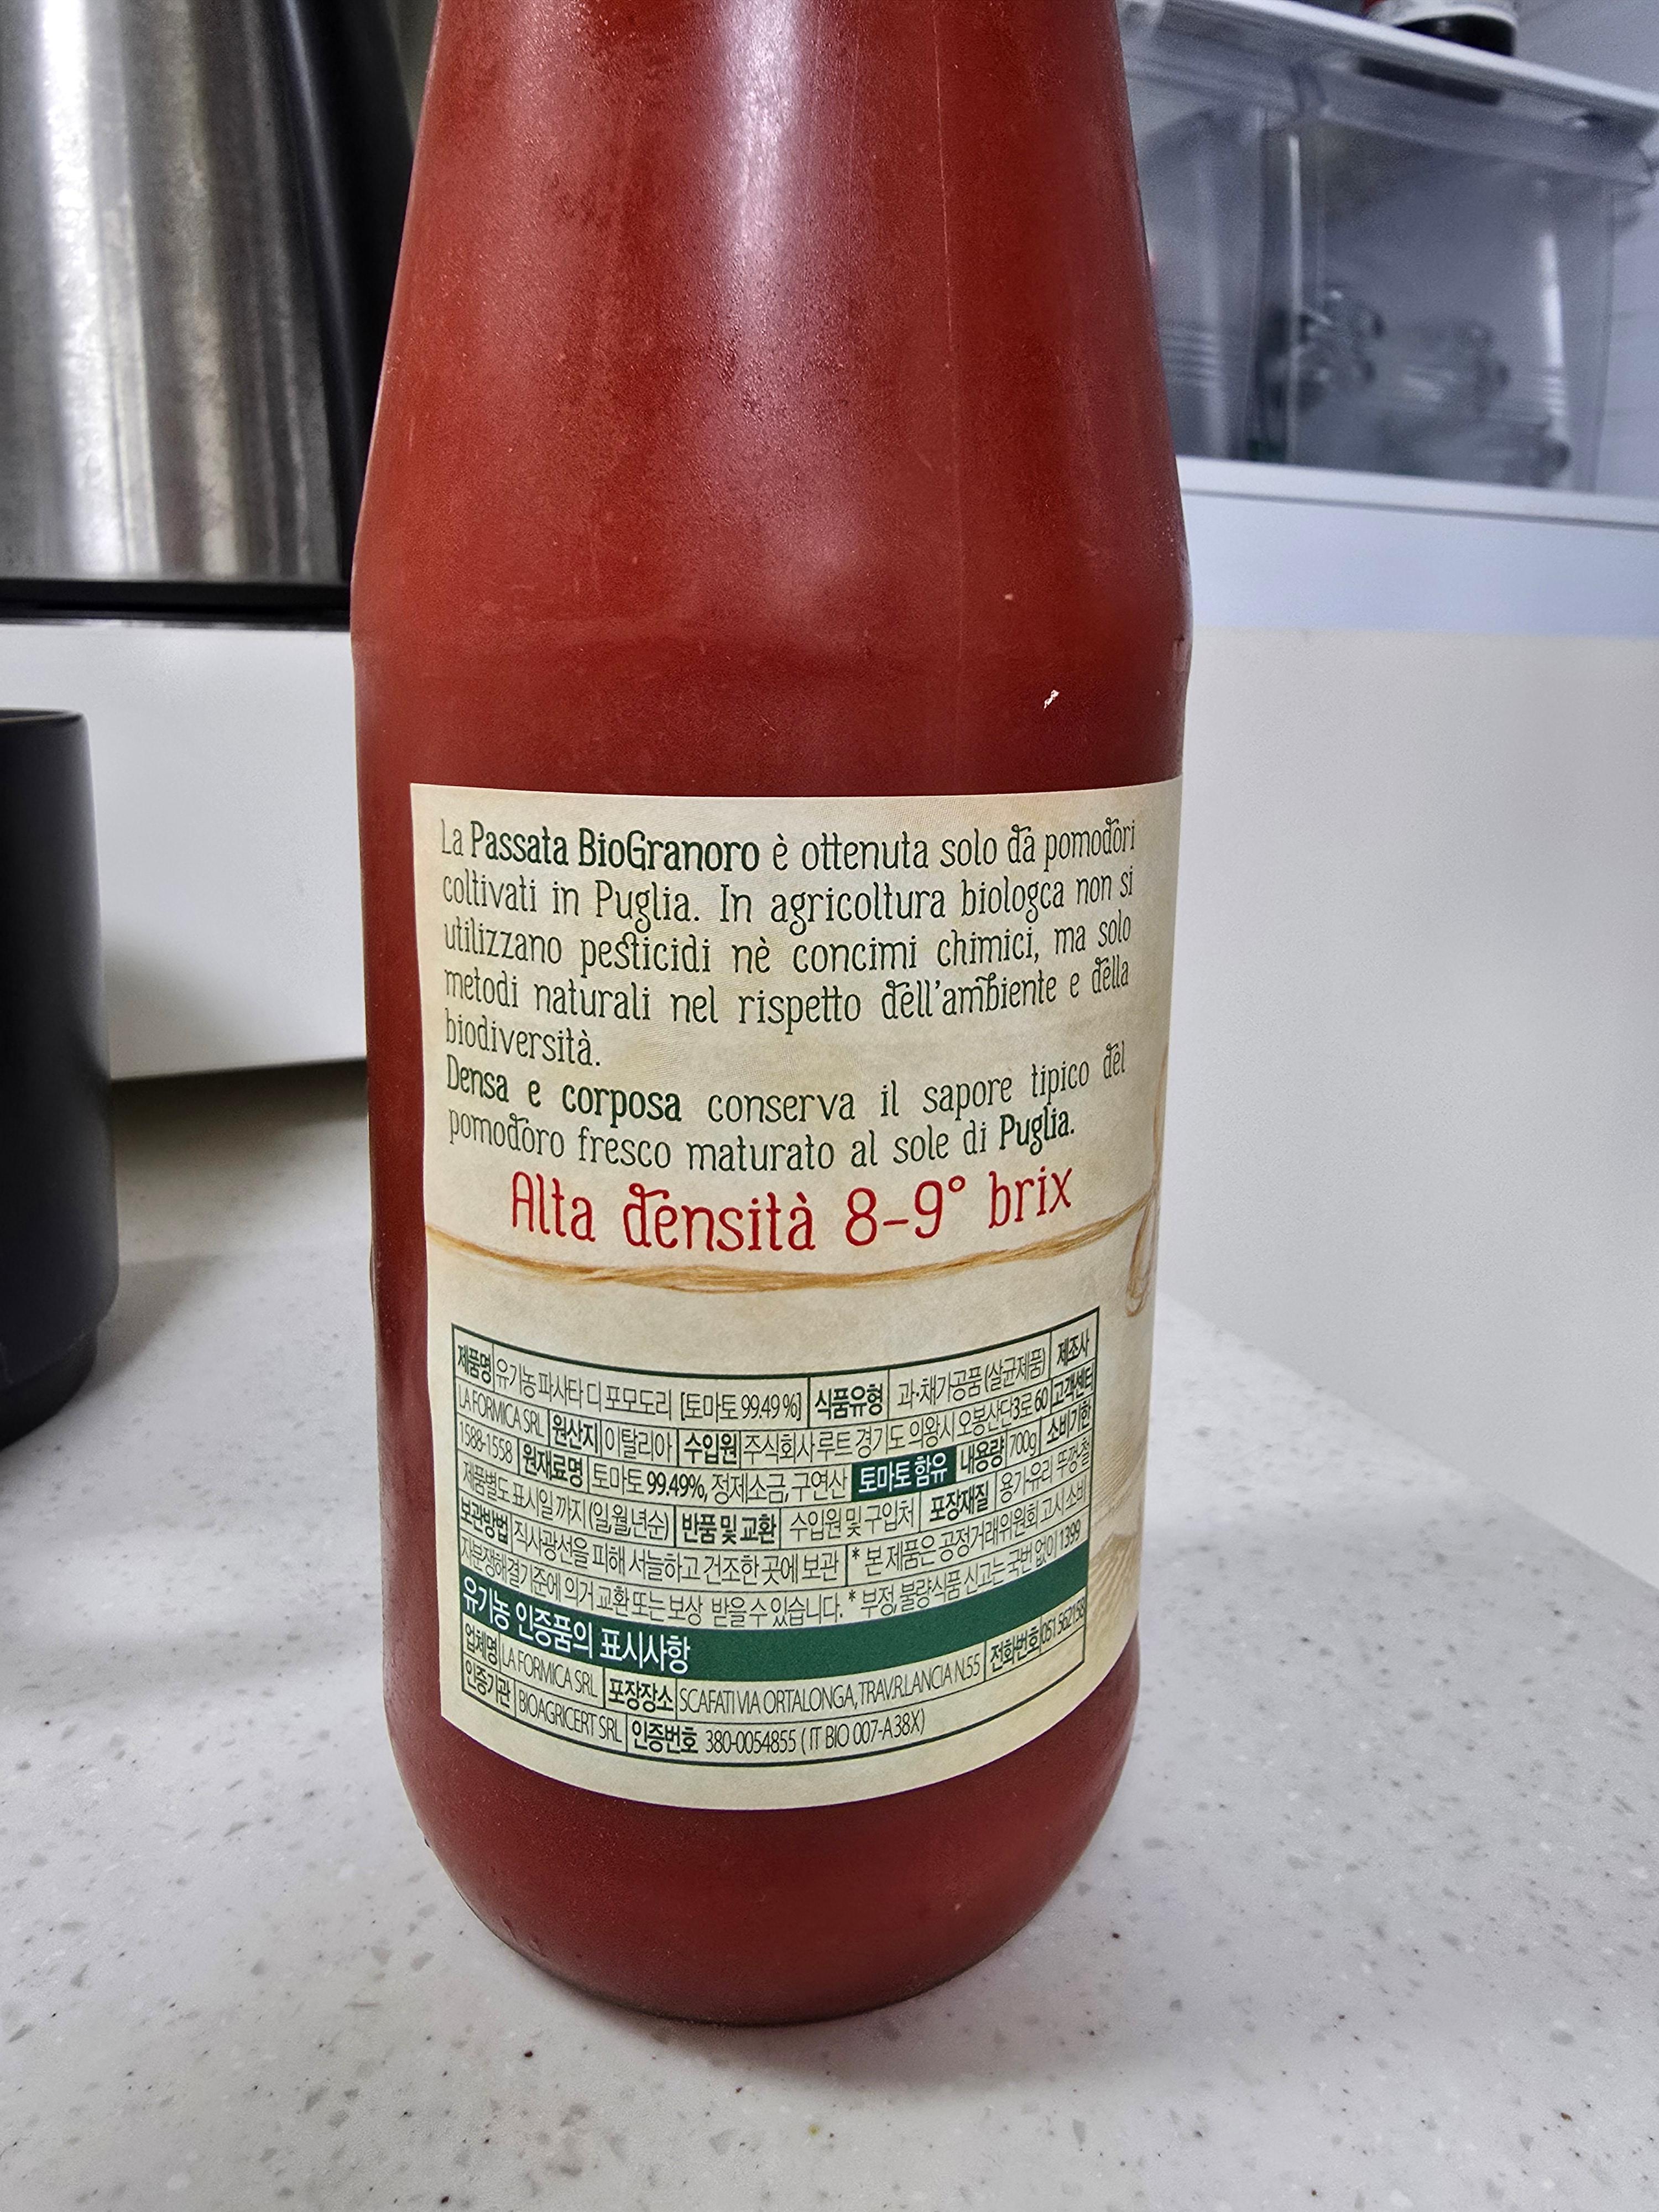 La Passata BioGranoro è ottenuta solo da pomodori
coltivati in Puglia. In agricoltura biologca non si
utilizzano pesticidi nè concimi chimici, ma solo
metodi naturali nel rispetto dell'ambiente e della
biodiversità.
Densa e corposa conserva il sapore tipico del
pomodoro fresco maturato al sole di Puglia.
Alta densità 8-9° brix
제품명 유기농 파사타 디 포모도리 [토마토 99.49%] 식품유형 과·채가공품 (살균제품) 제조사
LA FORMICA SRL 원산지 이탈리아 수입원 주식회사 루트 경기도 의왕시 오봉산단3로 60 고객센터
1588-1558 원재료명 토마토 99.49%, 정제소금, 구연산 토마토 함유 내용량 700g 소비기한
제품별도 표시일 까지 (일,월,년순) 반품 및 교환 수입원 및 구입처 포장재질 용기-유리 뚜껑-철
보관방법 직사광선을 피해 서늘하고 건조한 곳에 보관 * 본 제품은 공정거래위원회 고시 소비
자분쟁해결기준에 의거 교환 또는 보상 받을 수 있습니다. * 부정, 불량식품 신고는 국번 없이 1399
유기농 인증품의 표시사항
업체명 LA FORMICA SRL 포장장소 SCAFATI VIA ORTALONGA, TRAV.R.LANCIA N.55 전화번호 051 562158
인증기관 BIOAGRICERT SRL 인증번호 380-0054855 ( IT BIO 007-A38X)